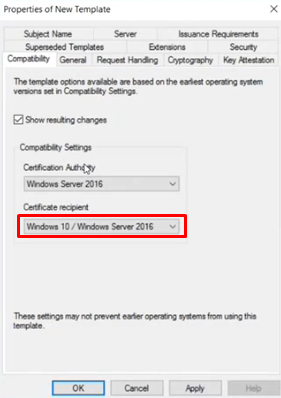 Properties of New Template
Subject Name
Server
Issuance Requirements
Superseded Templates
Extensions
Security
Compatibility
General
Request Handling
Cryptography
Key Attestation
The template options available are based on the earliest operating system
versions set in Compatibility Settings.
Show resulting changes
Compatibility Settings
Certification Authority
Windows Server 2016
Certificate recipient
Windows 10 / Windows Server 2016
These settings may not prevent earlier operating systems from using this
template.
OK
Cancel
Apply
Help